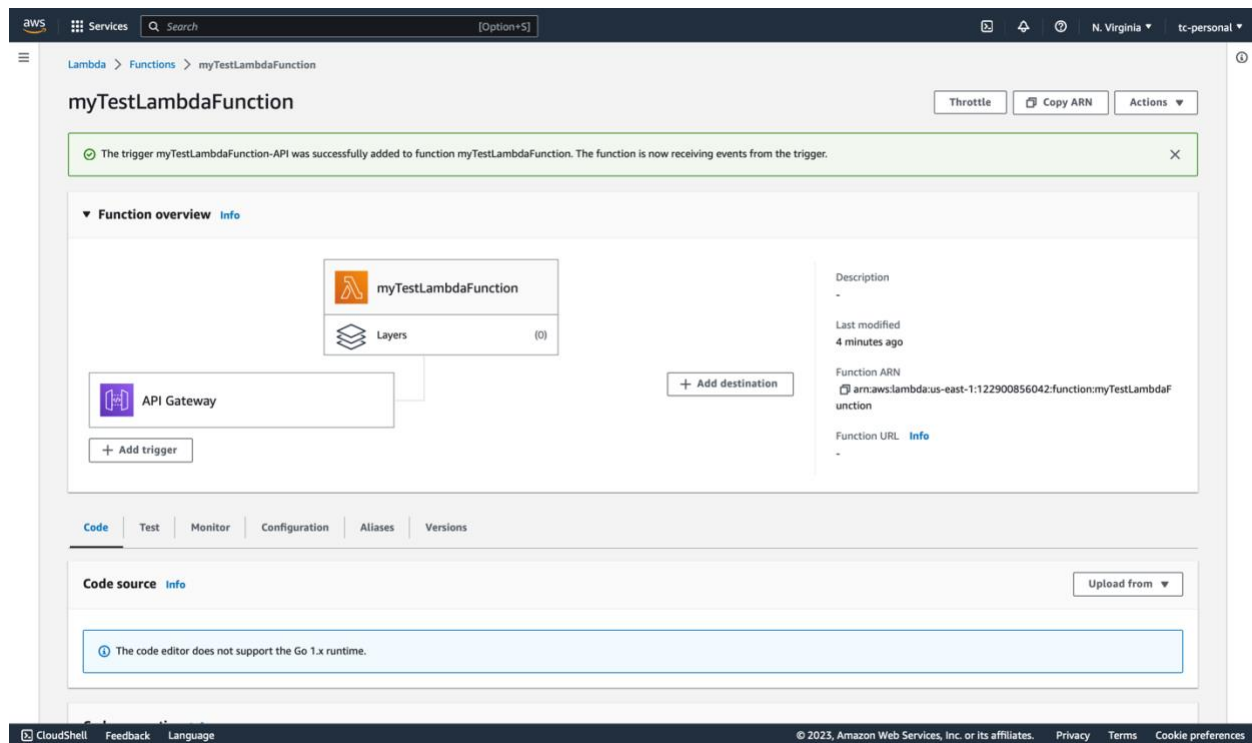 aws
Services
Search [Option+S]
N. Virginia
tc-personal
Lambda > Functions > myTestLambdaFunction
myTestLambdaFunction
Throttle
Copy ARN
Actions
The trigger myTestLambdaFunction-API was successfully added to function myTestLambdaFunction. The function is now receiving events from the trigger.
Function overview Info
myTestLambdaFunction
Layers (0)
API Gateway
+ Add trigger
+ Add destination
Description
-
Last modified
4 minutes ago
Function ARN
arn:aws:lambda:us-east-1:122900856042:function:myTestLambdaF
unction
Function URL Info
-
Code Test Monitor Configuration Aliases Versions
Code source Info
Upload from
The code editor does not support the Go 1.x runtime.
CloudShell Feedback Language
© 2023, Amazon Web Services, Inc. or its affiliates. Privacy Terms Cookie preferences